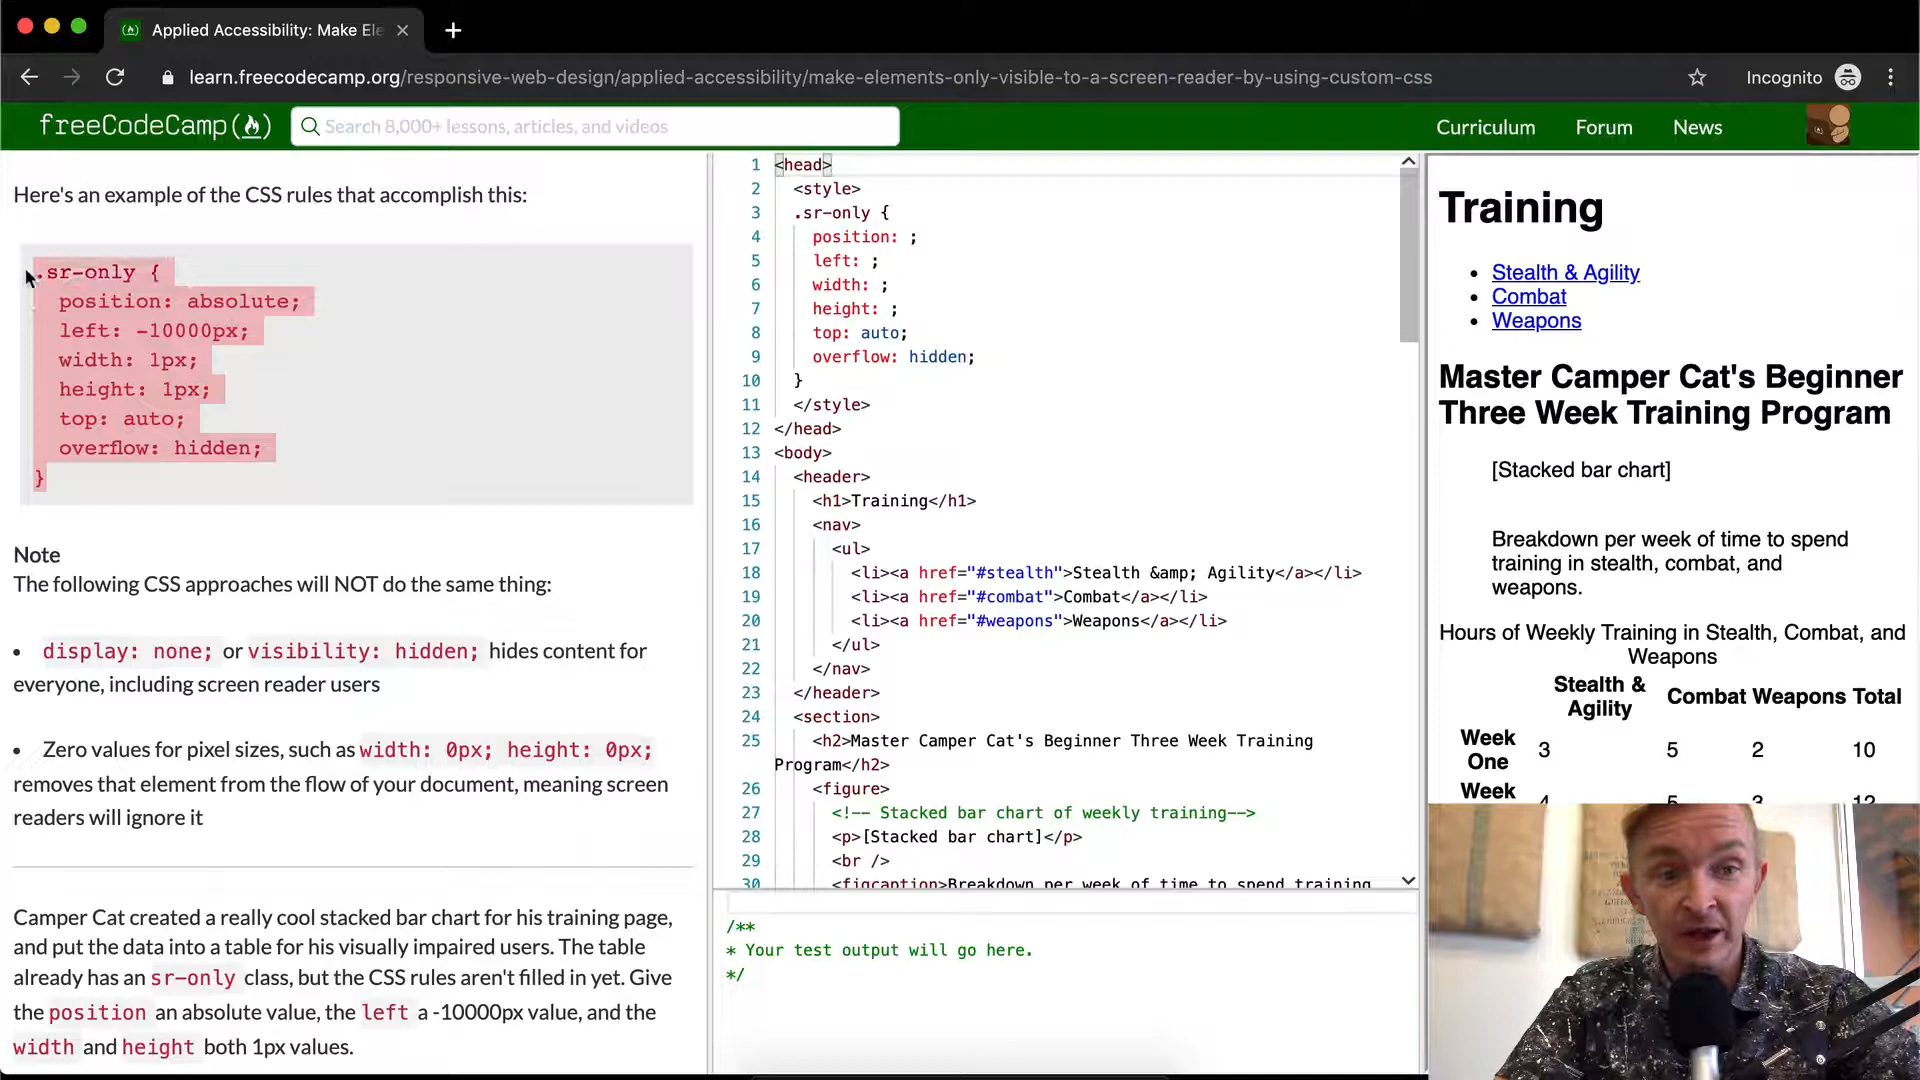 Applied Accessibility: Make Ele
learn.freecodecamp.org/responsive-web-design/applied-accessibility/make-elements-only-visible-to-a-screen-reader-by-using-custom-css
Incognito
freeCodeCamp
Search 8,000+ lessons, articles, and videos
Curriculum
Forum
News
Here's an example of the CSS rules that accomplish this:
.sr-only {
position: absolute;
left: -10000px;
width: 1px;
height: 1px;
top: auto;
overflow: hidden;
}
Note
The following CSS approaches will NOT do the same thing:
• display: none; or visibility: hidden; hides content for
everyone, including screen reader users
• Zero values for pixel sizes, such as width: 0px; height: 0px;
removes that element from the flow of your document, meaning screen
readers will ignore it
Camper Cat created a really cool stacked bar chart for his training page,
and put the data into a table for his visually impaired users. The table
already has an sr-only class, but the CSS rules aren't filled in yet. Give
the position an absolute value, the left a -10000px value, and the
width and height both 1px values.
1 <head>
2 <style>
3 .sr-only {
4 position: ;
5 left: ;
6 width: ;
7 height: ;
8 top: auto;
9 overflow: hidden;
10 }
11 </style>
12 </head>
13 <body>
14 <header>
15 <h1>Training</h1>
16 <nav>
17 <ul>
18 <li><a href="#stealth">Stealth &amp; Agility</a></li>
19 <li><a href="#combat">Combat</a></li>
20 <li><a href="#weapons">Weapons</a></li>
21 </ul>
22 </nav>
23 </header>
24 <section>
25 <h2>Master Camper Cat's Beginner Three Week Training
Program</h2>
26 <figure>
27 <!-- Stacked bar chart of weekly training-->
28 <p>[Stacked bar chart]</p>
29 <br />
30 <figcaption>Breakdown per week of time to spend training
/**
* Your test output will go here.
*/
Training
• Stealth & Agility
• Combat
• Weapons
Master Camper Cat's Beginner
Three Week Training Program
[Stacked bar chart]
Breakdown per week of time to spend
training in stealth, combat, and
weapons.
Hours of Weekly Training in Stealth, Combat, and
Weapons
Stealth &
Agility Combat Weapons Total
Week
One 3 5 2 10
Week
4 5 3 12